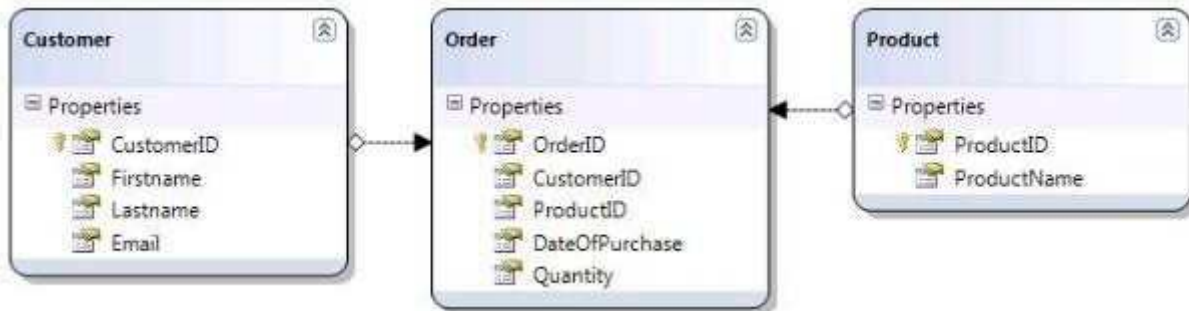 Customer
Properties
CustomerID
Firstname
Lastname
Email
Order
Properties
OrderID
CustomerID
ProductID
DateOfPurchase
Quantity
Product
Properties
ProductID
ProductName